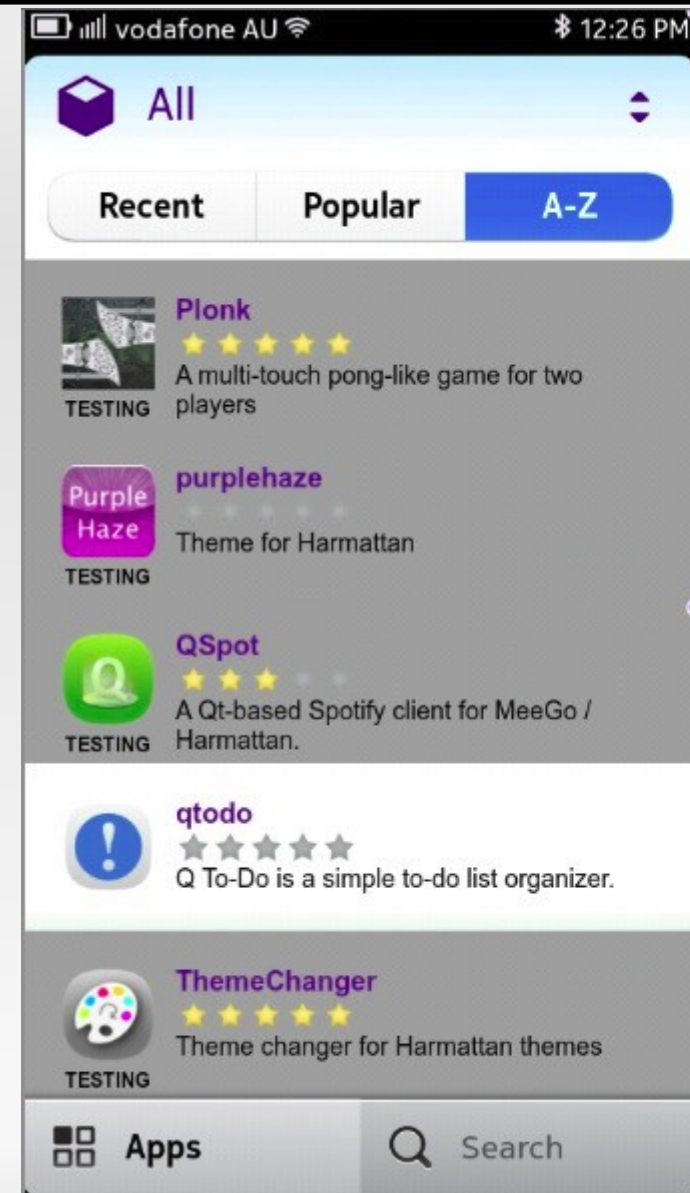 vodafone AU
12:26 PM
All
Recent
Popular
A-Z
Plonk
A multi-touch pong-like game for two
players
TESTING
Purple
Haze
purplehaze
Theme for Harmattan
TESTING
Q
QSpot
A Qt-based Spotify client for MeeGo /
Harmattan.
TESTING
!
qtodo
Q To-Do is a simple to-do list organizer.
ThemeChanger
Theme changer for Harmattan themes
TESTING
Apps
Search